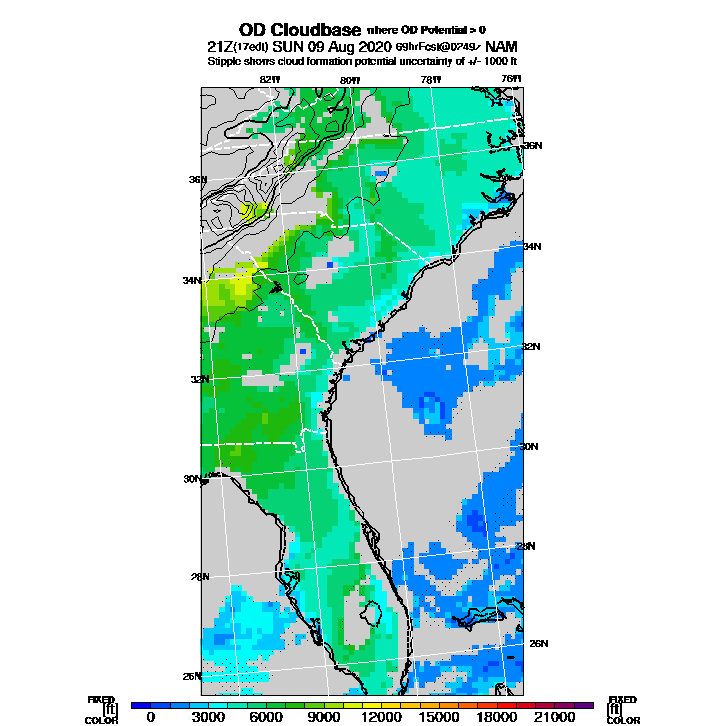 OD Cloudbase where OD Potential > 0
21Z(17edt) SUN 09 Aug 2020 69hrFcst@0749z NAM
Stipple shows cloud formation potential uncertainty of +/- 1000 ft
82W 80W 78W 76W
36N
36N
34N
34N
32N
32N
30N
30N
28N
28N
26N
26N
FIXED FIXED
[ft] [ft]
COLOR 0 3000 6000 9000 12000 15000 18000 21000 COLOR